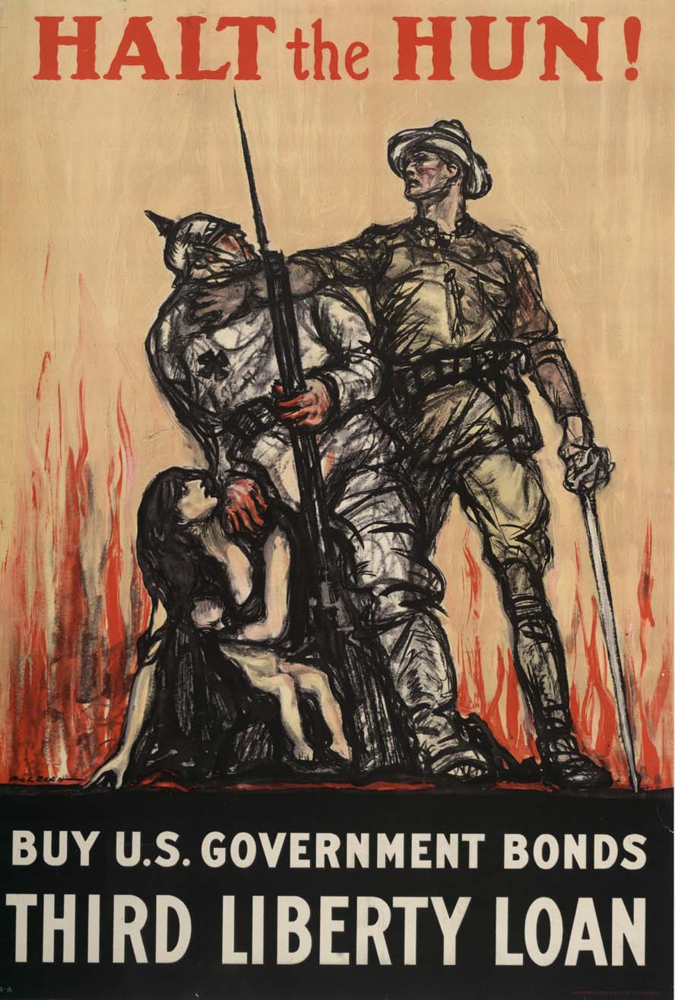 HALT the HUN!
BUY U.S. GOVERNMENT BONDS
THIRD LIBERTY LOAN